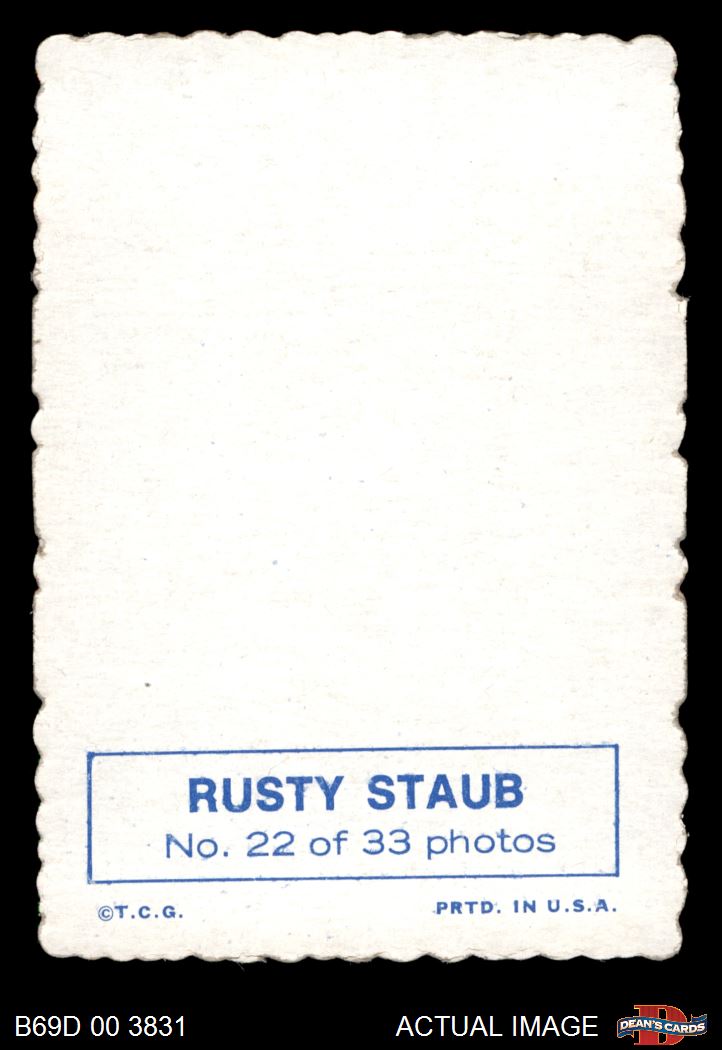 RUSTY STAUB
No. 22 of 33 photos
©T.C.G. PRTD. IN U.S.A.
B69D 00 3831 ACTUAL IMAGE DEAN'S CARDS